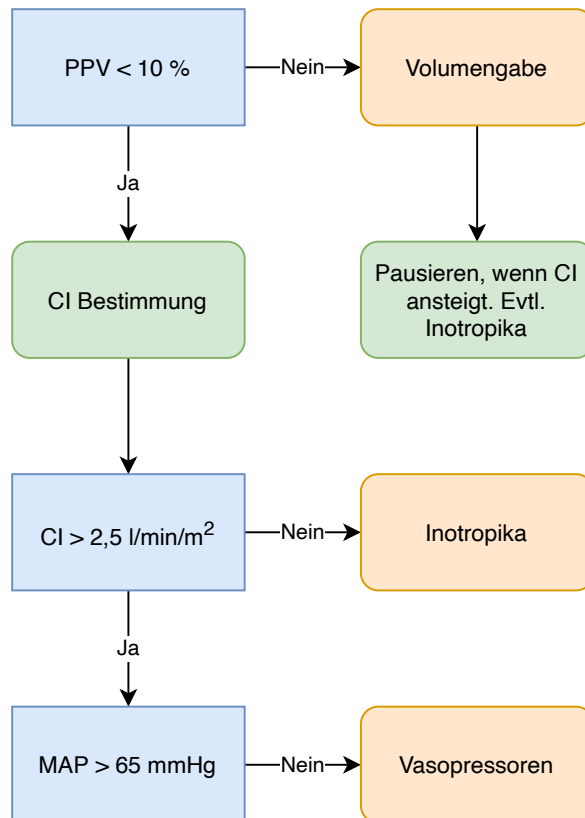 PPV < 10 %
Nein
Volumengabe
Ja
CI Bestimmung
Pausieren, wenn CI
ansteigt. Evtl.
Inotropika
CI > 2,5 l/min/m²
Nein
Inotropika
Ja
MAP > 65 mmHg
Nein
Vasopressoren